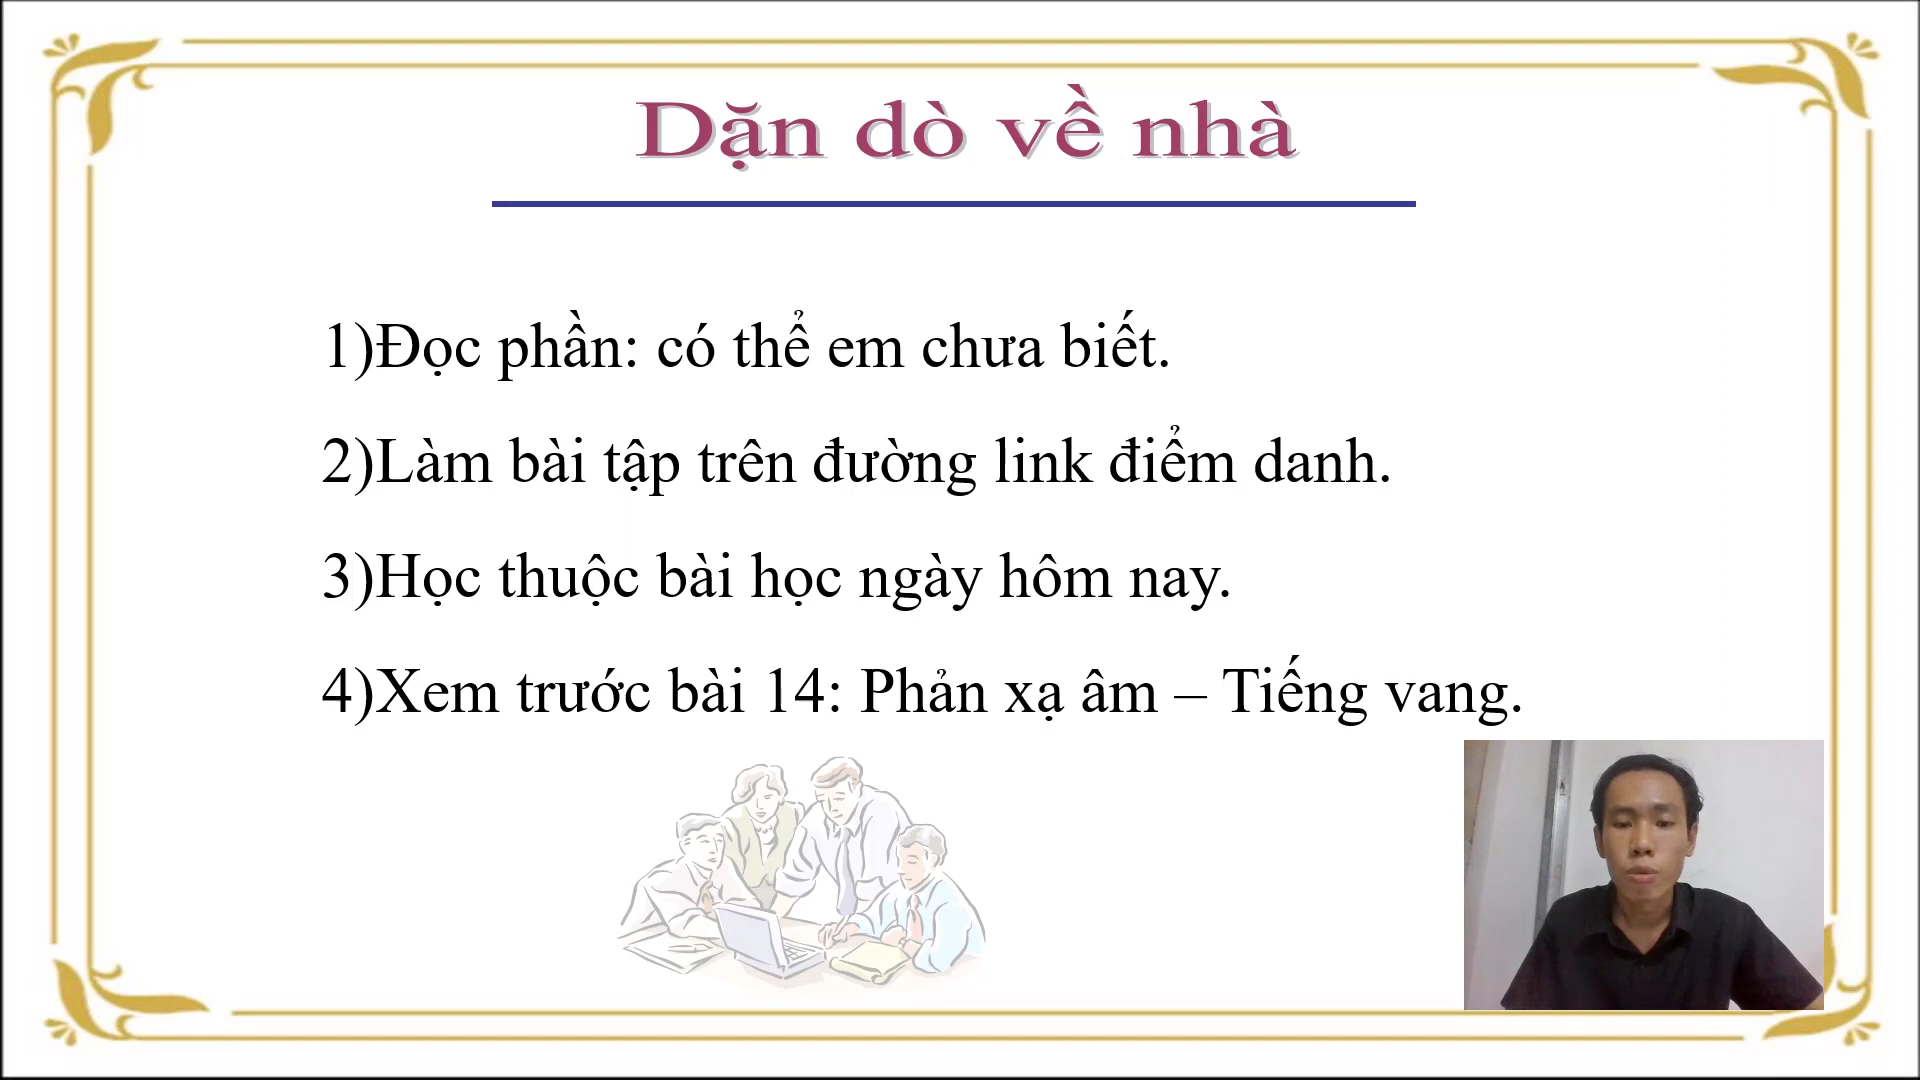 Dặn dò về nhà
1)Đọc phần: có thể em chưa biết.
2)Làm bài tập trên đường link điểm danh.
3)Học thuộc bài học ngày hôm nay.
4)Xem trước bài 14: Phản xạ âm – Tiếng vang.